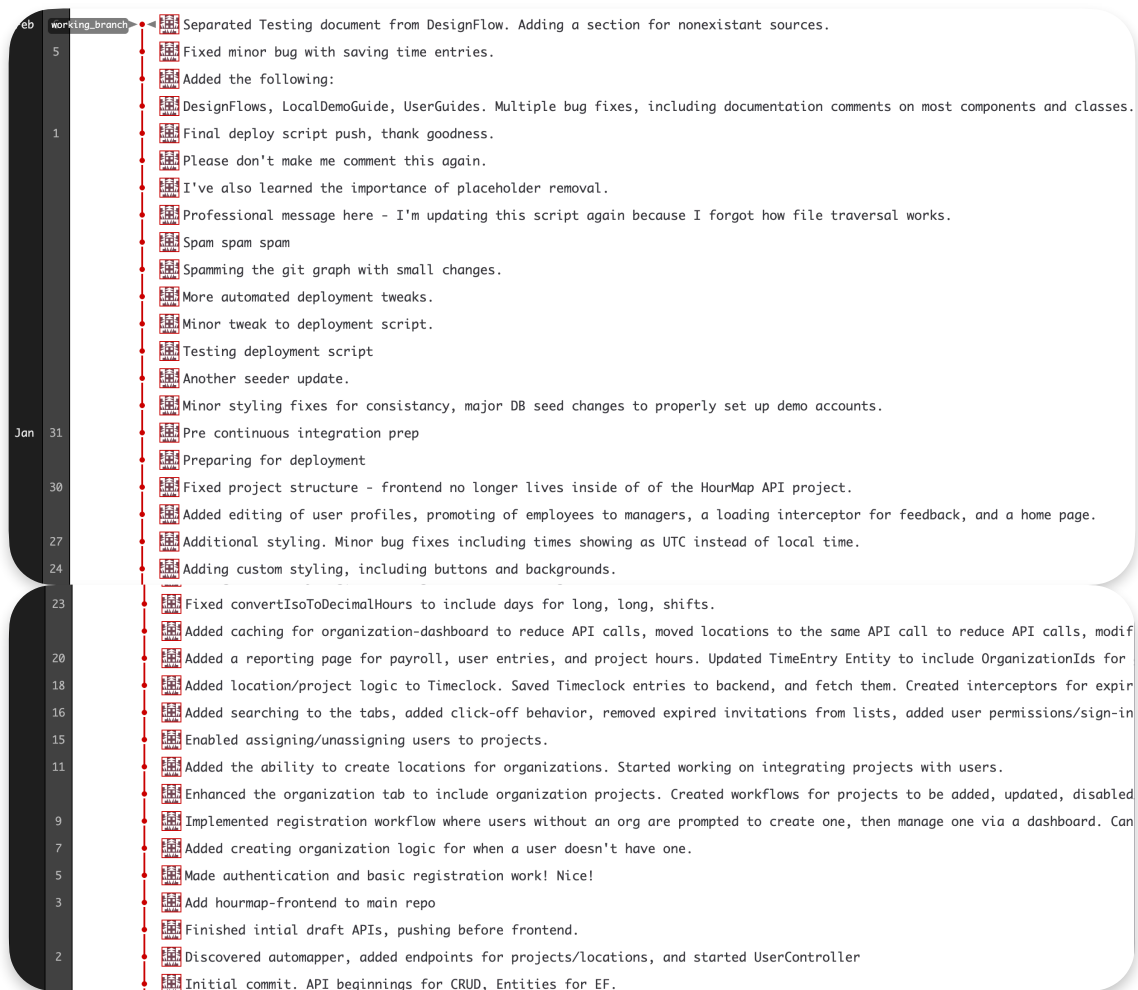 Feb working_branch Separated Testing document from DesignFlow. Adding a section for nonexistant sources.
5 Fixed minor bug with saving time entries.
Added the following:
DesignFlows, LocalDemoGuide, UserGuides. Multiple bug fixes, including documentation comments on most components and classes.
1 Final deploy script push, thank goodness.
Please don't make me comment this again.
I've also learned the importance of placeholder removal.
Professional message here - I'm updating this script again because I forgot how file traversal works.
Spam spam spam
Spamming the git graph with small changes.
More automated deployment tweaks.
Minor tweak to deployment script.
Testing deployment script
Another seeder update.
Minor styling fixes for consistancy, major DB seed changes to properly set up demo accounts.
Jan 31 Pre continuous integration prep
Preparing for deployment
30 Fixed project structure - frontend no longer lives inside of of the HourMap API project.
Added editing of user profiles, promoting of employees to managers, a loading interceptor for feedback, and a home page.
27 Additional styling. Minor bug fixes including times showing as UTC instead of local time.
24 Adding custom styling, including buttons and backgrounds.
23 Fixed convertIsoToDecimalHours to include days for long, long, shifts.
Added caching for organization-dashboard to reduce API calls, moved locations to the same API call to reduce API calls, modif
20 Added a reporting page for payroll, user entries, and project hours. Updated TimeEntry Entity to include OrganizationIds for
18 Added location/project logic to Timeclock. Saved Timeclock entries to backend, and fetch them. Created interceptors for expir
16 Added searching to the tabs, added click-off behavior, removed expired invitations from lists, added user permissions/sign-in
15 Enabled assigning/unassigning users to projects.
11 Added the ability to create locations for organizations. Started working on integrating projects with users.
Enhanced the organization tab to include organization projects. Created workflows for projects to be added, updated, disabled
9 Implemented registration workflow where users without an org are prompted to create one, then manage one via a dashboard. Can
7 Added creating organization logic for when a user doesn't have one.
5 Made authentication and basic registration work! Nice!
3 Add hourmap-frontend to main repo
Finished intial draft APIs, pushing before frontend.
2 Discovered automapper, added endpoints for projects/locations, and started UserController
Initial commit. API beginnings for CRUD, Entities for EF.